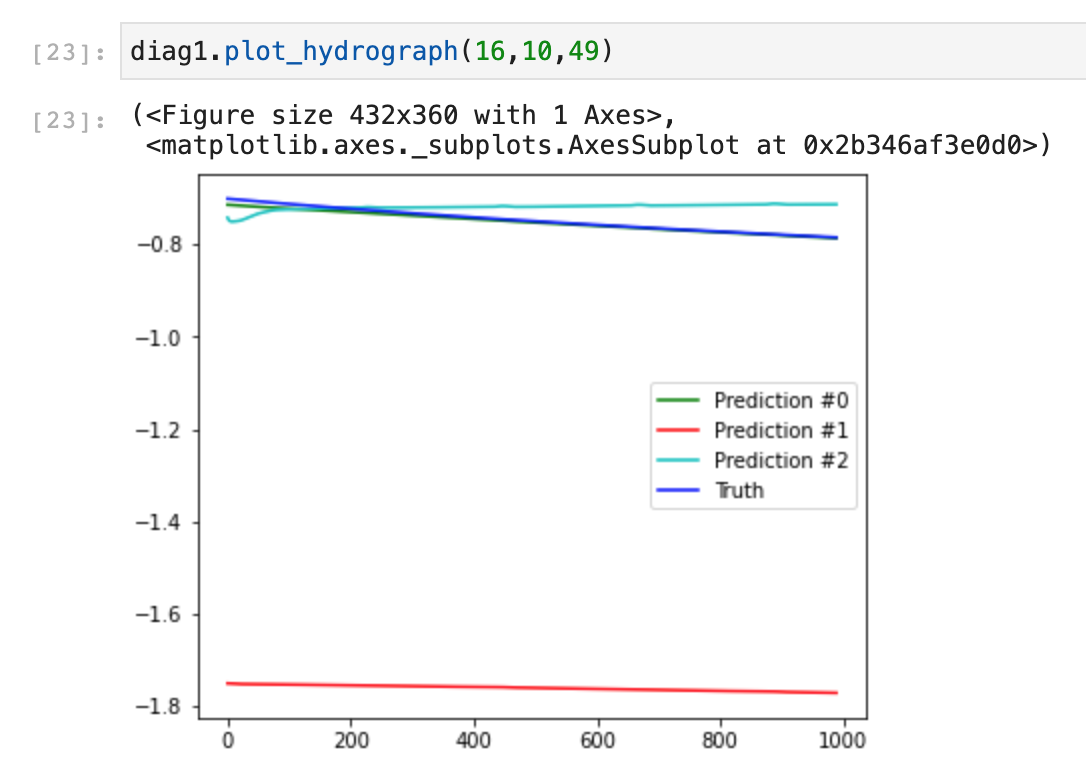 [23]: diag1.plot_hydrograph(16,10,49)
[23]: (<Figure size 432x360 with 1 Axes>,
<matplotlib.axes._subplots.AxesSubplot at 0x2b346af3e0d0>)
−0.8
−1.0
−1.2
−1.4
−1.6
−1.8
Prediction #0
Prediction #1
Prediction #2
Truth
0 200 400 600 800 1000